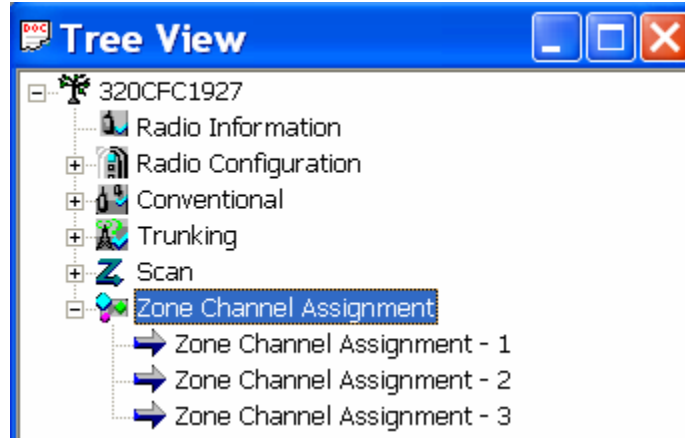 DOC
Tree View
320CFC1927
Radio Information
Radio Configuration
Conventional
Trunking
Scan
Zone Channel Assignment
Zone Channel Assignment - 1
Zone Channel Assignment - 2
Zone Channel Assignment - 3